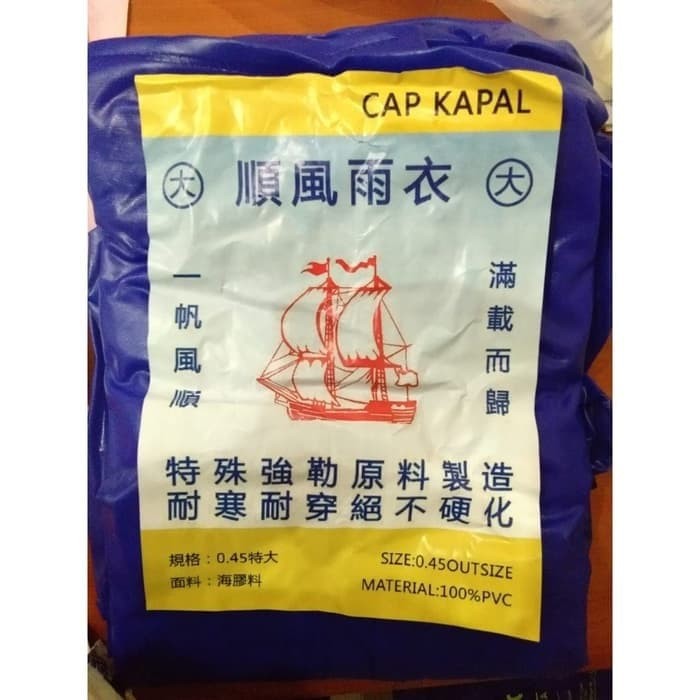 CAP KAPAL
大 順風雨衣 大
一帆風順
滿載而歸
特殊強勒原料製造
耐寒耐穿絕不硬化
規格：0.45特大
SIZE:0.45OUTSIZE
面料：海膠料
MATERIAL:100%PVC